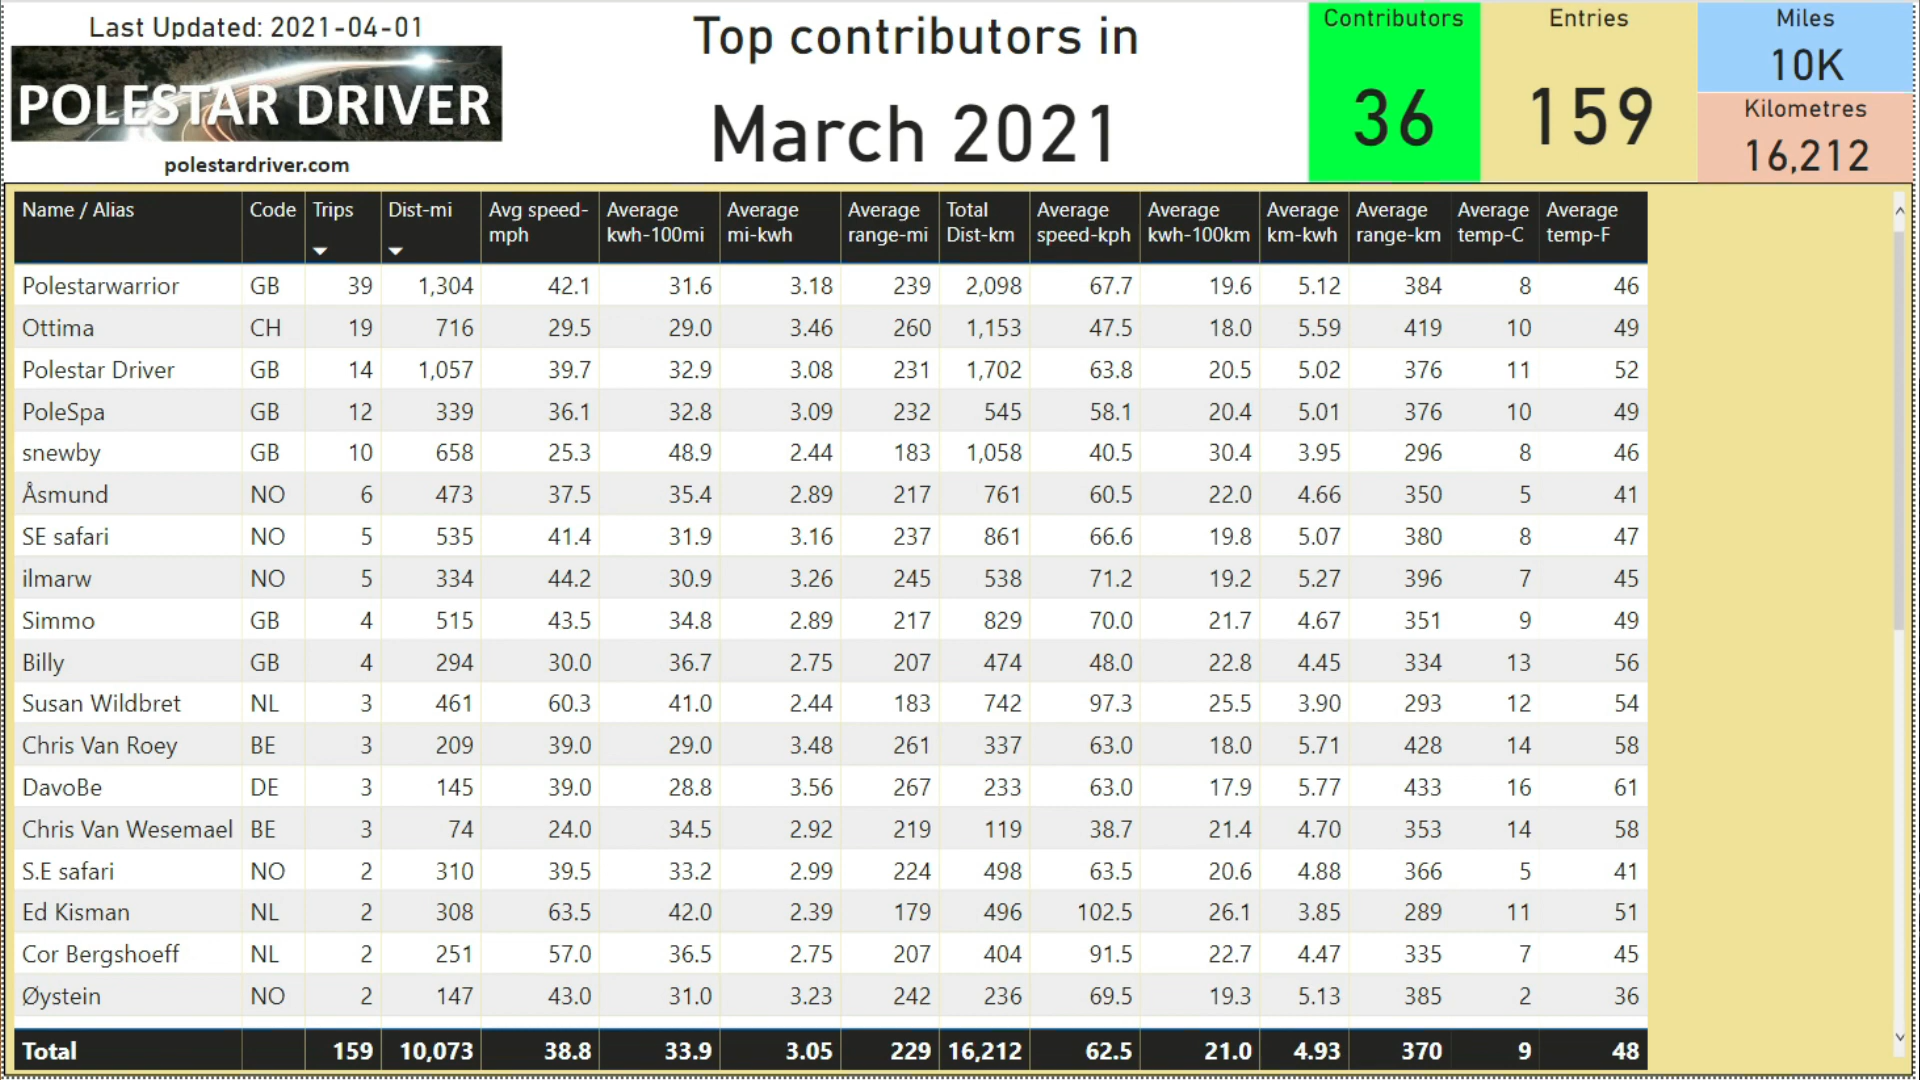 Last Updated: 2021-04-01
POLESTAR DRIVER
polestardriver.com
Top contributors in
March 2021
Contributors
36
Entries
159
Miles
10K
Kilometres
16,212
Name / Alias Code Trips Dist-mi Avg speed-mph Average kwh-100mi Average mi-kwh Average range-mi Total Dist-km Average speed-kph Average kwh-100km Average km-kwh Average range-km Average temp-C Average temp-F
Polestarwarrior GB 39 1,304 42.1 31.6 3.18 239 2,098 67.7 19.6 5.12 384 8 46
Ottima CH 19 716 29.5 29.0 3.46 260 1,153 47.5 18.0 5.59 419 10 49
Polestar Driver GB 14 1,057 39.7 32.9 3.08 231 1,702 63.8 20.5 5.02 376 11 52
PoleSpa GB 12 339 36.1 32.8 3.09 232 545 58.1 20.4 5.01 376 10 49
snewby GB 10 658 25.3 48.9 2.44 183 1,058 40.5 30.4 3.95 296 8 46
Åsmund NO 6 473 37.5 35.4 2.89 217 761 60.5 22.0 4.66 350 5 41
SE safari NO 5 535 41.4 31.9 3.16 237 861 66.6 19.8 5.07 380 8 47
ilmarw NO 5 334 44.2 30.9 3.26 245 538 71.2 19.2 5.27 396 7 45
Simmo GB 4 515 43.5 34.8 2.89 217 829 70.0 21.7 4.67 351 9 49
Billy GB 4 294 30.0 36.7 2.75 207 474 48.0 22.8 4.45 334 13 56
Susan Wildbret NL 3 461 60.3 41.0 2.44 183 742 97.3 25.5 3.90 293 12 54
Chris Van Roey BE 3 209 39.0 29.0 3.48 261 337 63.0 18.0 5.71 428 14 58
DavoBe DE 3 145 39.0 28.8 3.56 267 233 63.0 17.9 5.77 433 16 61
Chris Van Wesemael BE 3 74 24.0 34.5 2.92 219 119 38.7 21.4 4.70 353 14 58
S.E safari NO 2 310 39.5 33.2 2.99 224 498 63.5 20.6 4.88 366 5 41
Ed Kisman NL 2 308 63.5 42.0 2.39 179 496 102.5 26.1 3.85 289 11 51
Cor Bergshoeff NL 2 251 57.0 36.5 2.75 207 404 91.5 22.7 4.47 335 7 45
Øystein NO 2 147 43.0 31.0 3.23 242 236 69.5 19.3 5.13 385 2 36
Total 159 10,073 38.8 33.9 3.05 229 16,212 62.5 21.0 4.93 370 9 48